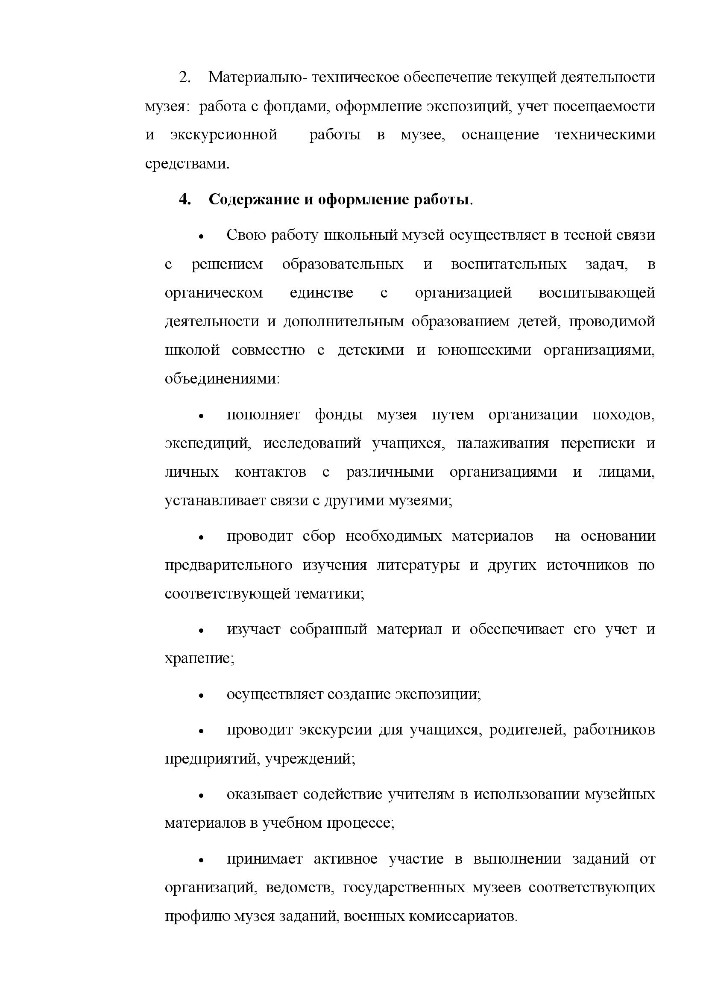 2. Материально- техническое обеспечение текущей деятельности
музея: работа с фондами, оформление экспозиций, учет посещаемости
и экскурсионной работы в музее, оснащение техническими
средствами.
4. Содержание и оформление работы.
• Свою работу школьный музей осуществляет в тесной связи
с решением образовательных и воспитательных задач, в
органическом единстве с организацией воспитывающей
деятельности и дополнительным образованием детей, проводимой
школой совместно с детскими и юношескими организациями,
объединениями:
• пополняет фонды музея путем организации походов,
экспедиций, исследований учащихся, налаживания переписки и
личных контактов с различными организациями и лицами,
устанавливает связи с другими музеями;
• проводит сбор необходимых материалов на основании
предварительного изучения литературы и других источников по
соответствующей тематики;
• изучает собранный материал и обеспечивает его учет и
хранение;
• осуществляет создание экспозиции;
• проводит экскурсии для учащихся, родителей, работников
предприятий, учреждений;
• оказывает содействие учителям в использовании музейных
материалов в учебном процессе;
• принимает активное участие в выполнении заданий от
организаций, ведомств, государственных музеев соответствующих
профилю музея заданий, военных комиссариатов.